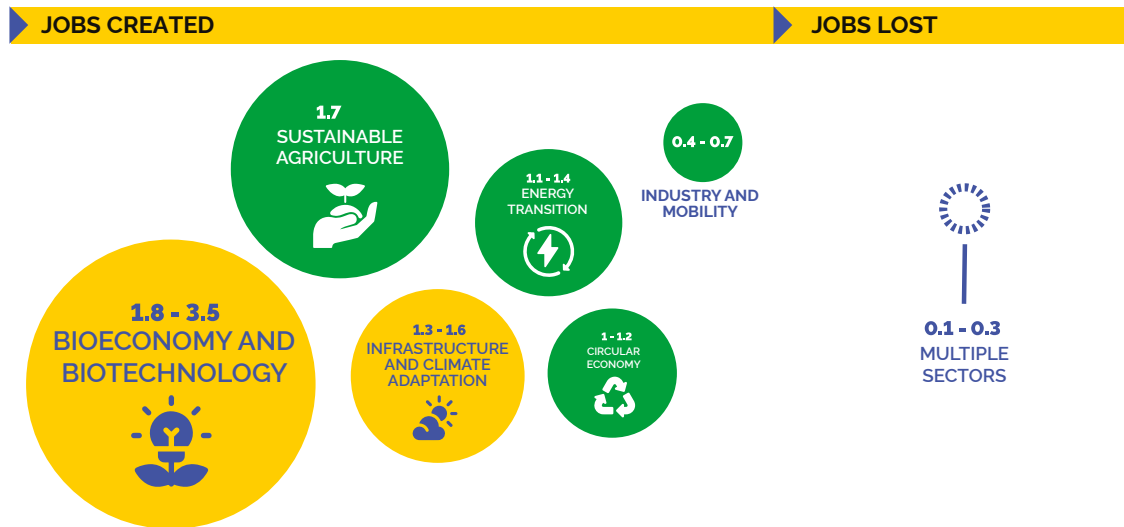 JOBS CREATED
JOBS LOST
1.7
SUSTAINABLE
AGRICULTURE
1.1 - 1.4
ENERGY
TRANSITION
0.4 - 0.7
INDUSTRY AND
MOBILITY
1.8 - 3.5
BIOECONOMY AND
BIOTECHNOLOGY
1.3 - 1.6
INFRASTRUCTURE
AND CLIMATE
ADAPTATION
1 - 1.2
CIRCULAR
ECONOMY
0.1 - 0.3
MULTIPLE
SECTORS